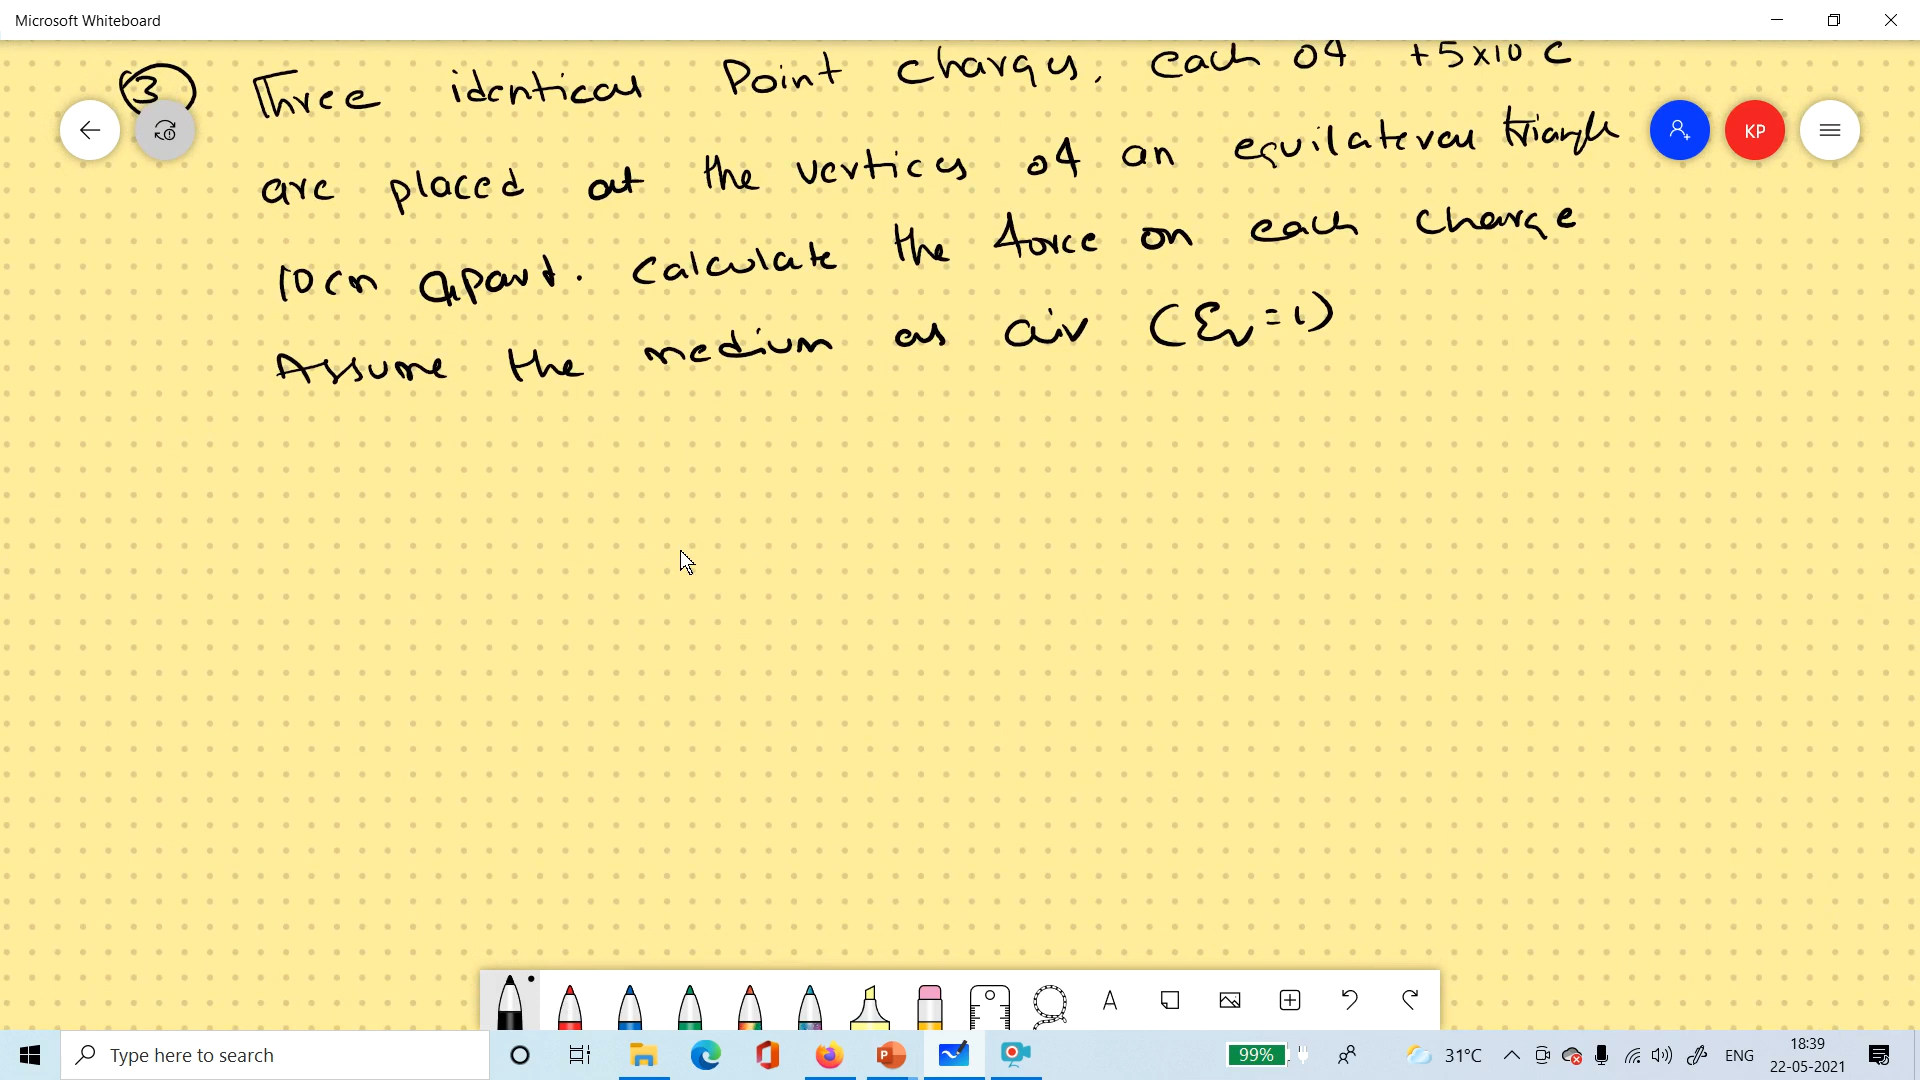 Microsoft Whiteboard
3 Three identical Point charges, each of +5x10 C
are placed at the vertices of an equilateral triangle
10cm apart. calculate the force on each charge
Assume the medium as air (εr=1)
KP
A
Type here to search
99%
31°C
ENG
18:39
22-05-2021